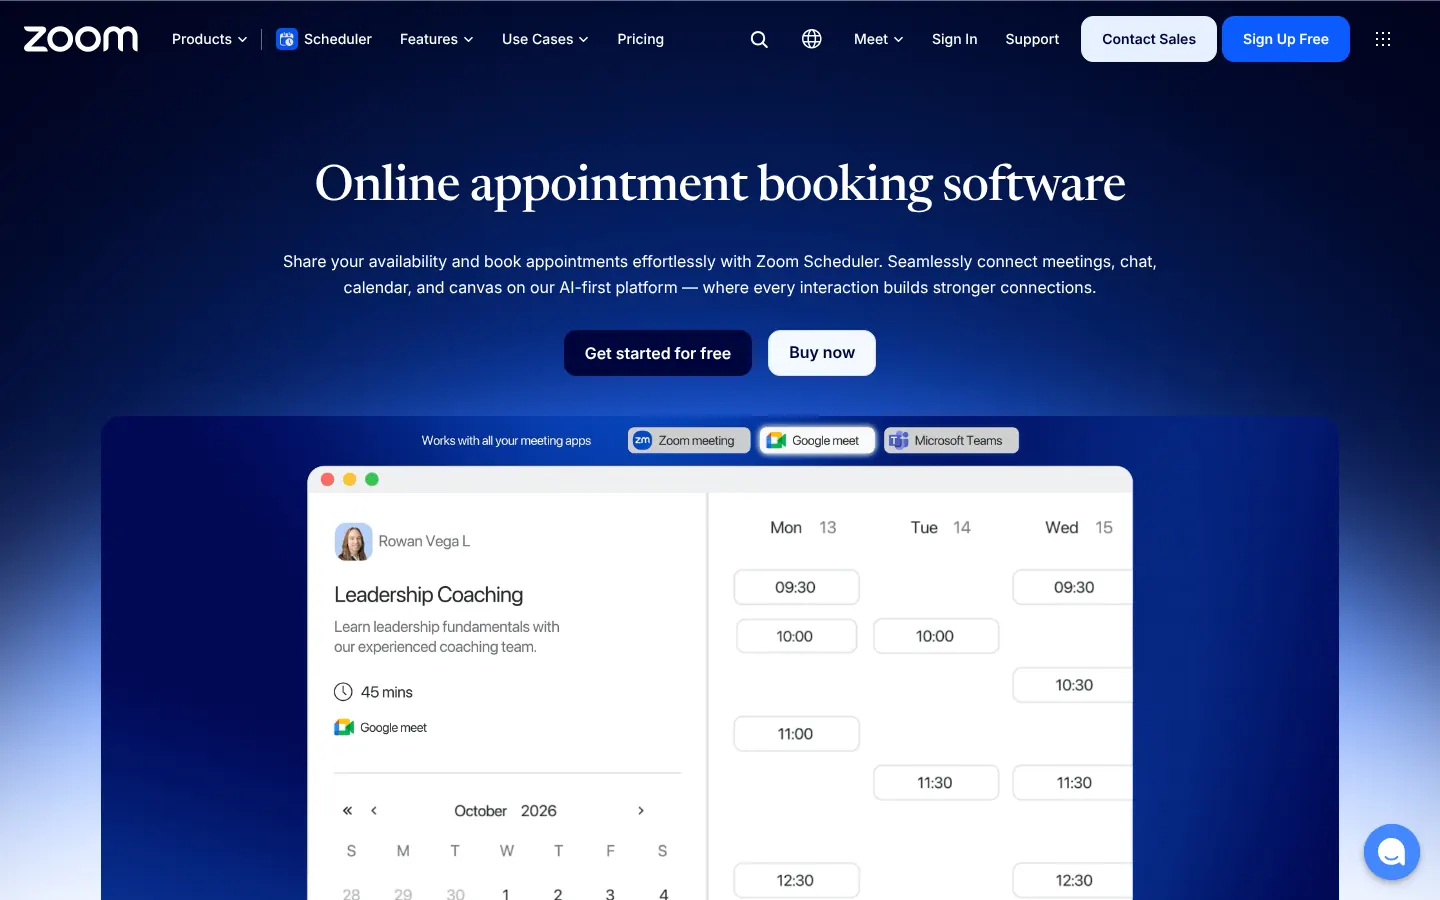 zoom Products Scheduler Features Use Cases Pricing Meet Sign In Support Contact Sales Sign Up Free
Online appointment booking software
Share your availability and book appointments effortlessly with Zoom Scheduler. Seamlessly connect meetings, chat,
calendar, and canvas on our AI-first platform — where every interaction builds stronger connections.
Get started for free Buy now
Works with all your meeting apps zm Zoom meeting Google meet Microsoft Teams
Rowan Vega L
Leadership Coaching
Learn leadership fundamentals with
our experienced coaching team.
45 mins
Google meet
« ‹ October 2026 ›
S M T W T F S
28 29 30 1 2 3 4
Mon 13 Tue 14 Wed 15
09:30 09:30
10:00 10:00
10:30
11:00
11:30 11:30
12:30 12:30